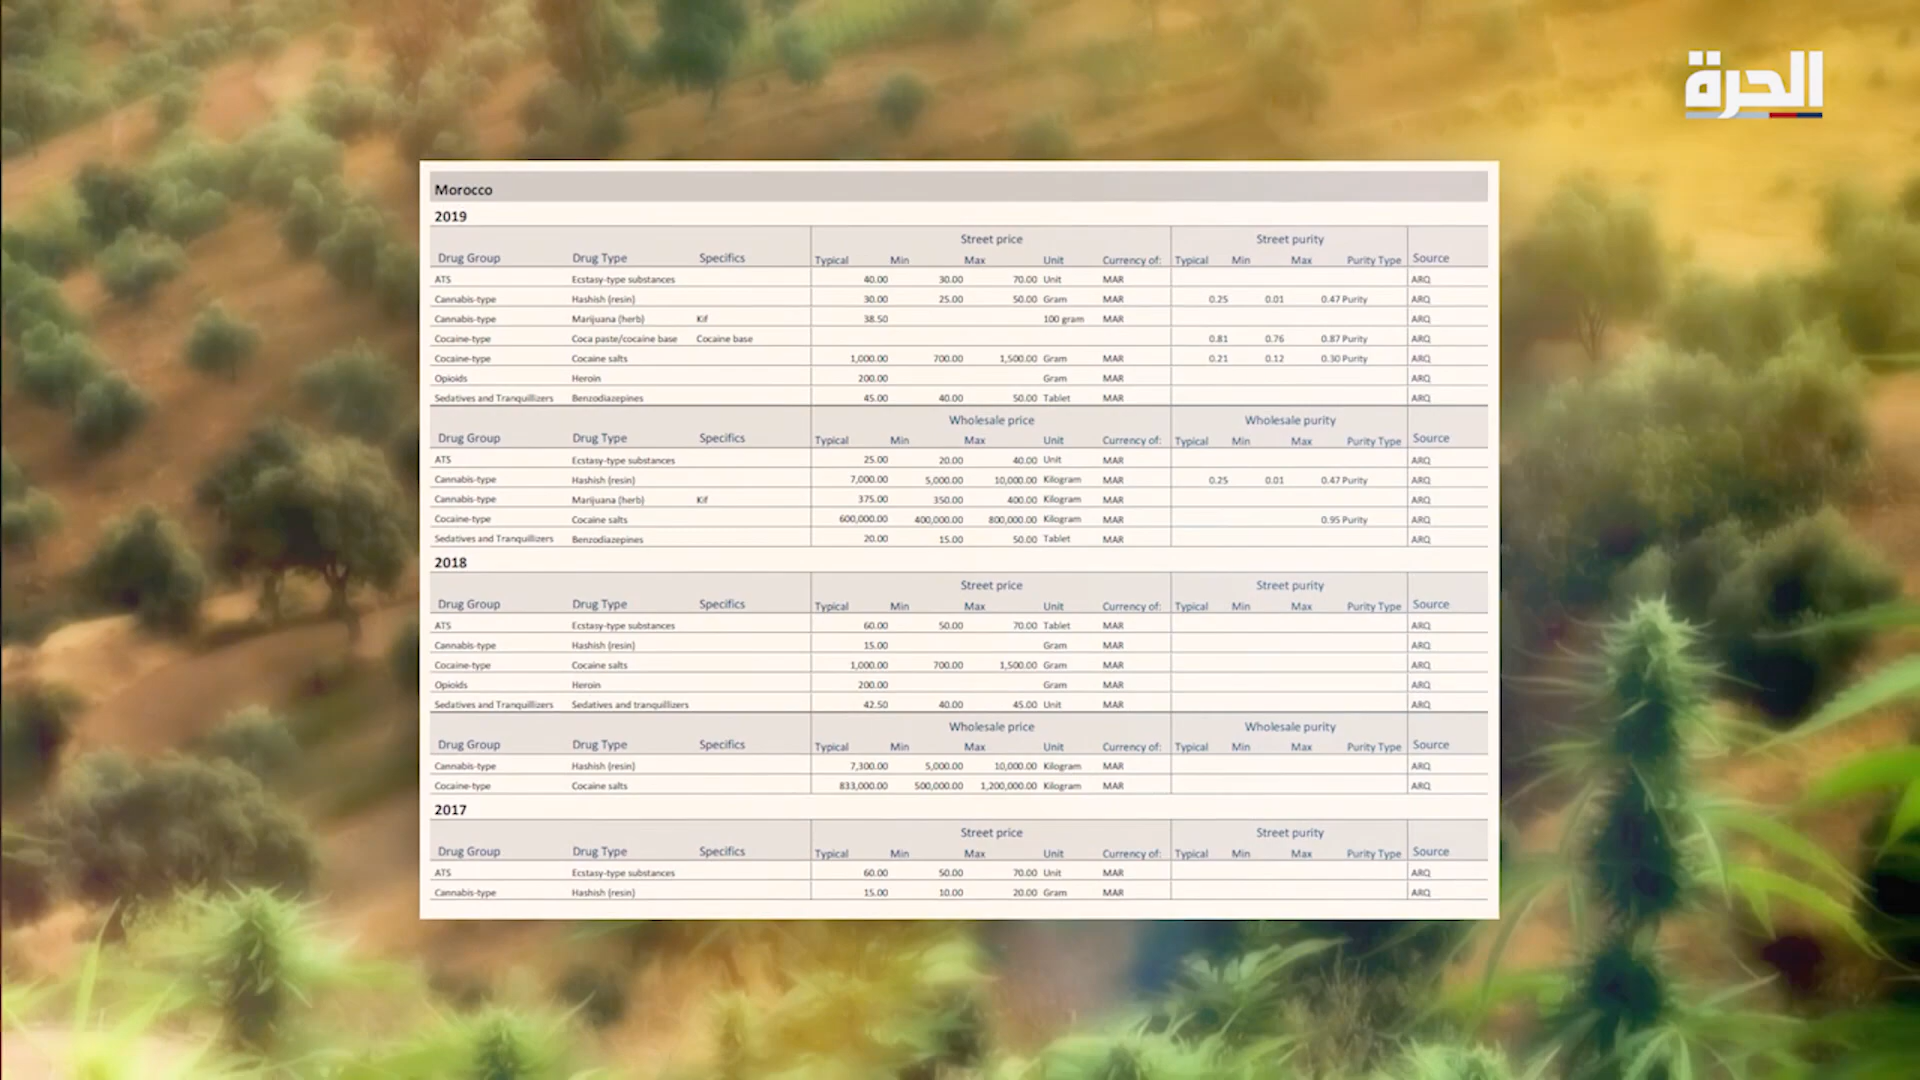 الحرة
Morocco
2019
Street price Street purity
Drug Group Drug Type Specifics Typical Min Max Unit Currency of: Typical Min Max Purity Type Source
ATS Ecstasy-type substances 40.00 30.00 70.00 Unit MAR ARQ
Cannabis-type Hashish (resin) 30.00 25.00 50.00 Gram MAR 0.25 0.01 0.47 Purity ARQ
Cannabis-type Marijuana (herb) Kif 38.50 100 gram MAR ARQ
Cocaine-type Coca paste/cocaine base Cocaine base 0.81 0.76 0.87 Purity ARQ
Cocaine-type Cocaine salts 1,000.00 700.00 1,500.00 Gram MAR 0.21 0.12 0.30 Purity ARQ
Opioids Heroin 200.00 Gram MAR ARQ
Sedatives and Tranquillizers Benzodiazepines 45.00 40.00 50.00 Tablet MAR ARQ
Wholesale price Wholesale purity
Drug Group Drug Type Specifics Typical Min Max Unit Currency of: Typical Min Max Purity Type Source
ATS Ecstasy-type substances 25.00 20.00 40.00 Unit MAR ARQ
Cannabis-type Hashish (resin) 7,000.00 5,000.00 10,000.00 Kilogram MAR 0.25 0.01 0.47 Purity ARQ
Cannabis-type Marijuana (herb) Kif 375.00 350.00 400.00 Kilogram MAR ARQ
Cocaine-type Cocaine salts 600,000.00 400,000.00 800,000.00 Kilogram MAR 0.95 Purity ARQ
Sedatives and Tranquillizers Benzodiazepines 20.00 15.00 50.00 Tablet MAR ARQ
2018
Street price Street purity
Drug Group Drug Type Specifics Typical Min Max Unit Currency of: Typical Min Max Purity Type Source
ATS Ecstasy-type substances 60.00 50.00 70.00 Tablet MAR ARQ
Cannabis-type Hashish (resin) 15.00 Gram MAR ARQ
Cocaine-type Cocaine salts 1,000.00 700.00 1,500.00 Gram MAR ARQ
Opioids Heroin 200.00 Gram MAR ARQ
Sedatives and Tranquillizers Sedatives and tranquillizers 42.50 40.00 45.00 Unit MAR ARQ
Wholesale price Wholesale purity
Drug Group Drug Type Specifics Typical Min Max Unit Currency of: Typical Min Max Purity Type Source
Cannabis-type Hashish (resin) 7,300.00 5,000.00 10,000.00 Kilogram MAR ARQ
Cocaine-type Cocaine salts 833,000.00 500,000.00 1,200,000.00 Kilogram MAR ARQ
2017
Street price Street purity
Drug Group Drug Type Specifics Typical Min Max Unit Currency of: Typical Min Max Purity Type Source
ATS Ecstasy-type substances 60.00 50.00 70.00 Unit MAR ARQ
Cannabis-type Hashish (resin) 15.00 10.00 20.00 Gram MAR ARQ